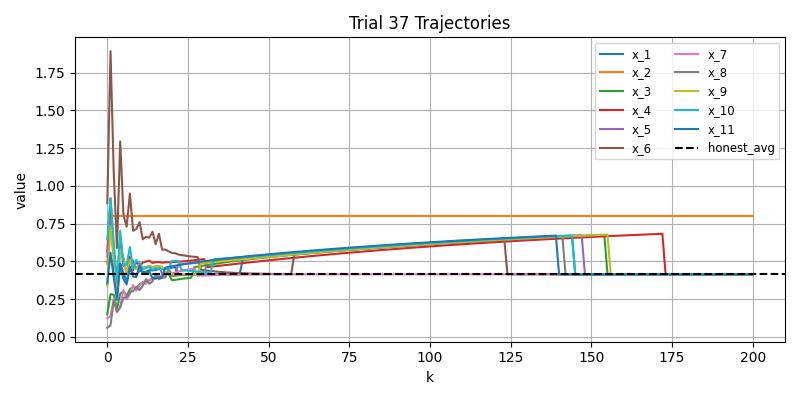 Trial 37 Trajectories
value
1.75
1.50
1.25
1.00
0.75
0.50
0.25
0.00
x_1
x_2
x_3
x_4
x_5
x_6
x_7
x_8
x_9
x_10
x_11
honest_avg
0 25 50 75 100 125 150 175 200
k